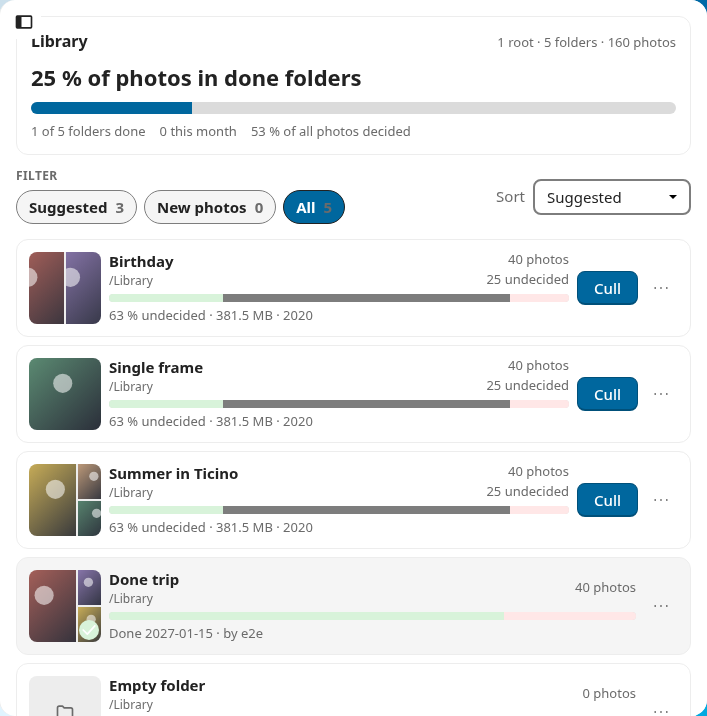 Library
1 root · 5 folders · 160 photos
25 % of photos in done folders
1 of 5 folders done 0 this month 53 % of all photos decided
FILTER
Suggested 3
New photos 0
All 5
Sort
Suggested
Birthday
40 photos
/Library
25 undecided
Cull
...
63 % undecided · 381.5 MB · 2020
Single frame
40 photos
/Library
25 undecided
Cull
...
63 % undecided · 381.5 MB · 2020
Summer in Ticino
40 photos
/Library
25 undecided
Cull
...
63 % undecided · 381.5 MB · 2020
Done trip
40 photos
/Library
...
Done 2027-01-15 · by e2e
Empty folder
0 photos
/Library
...